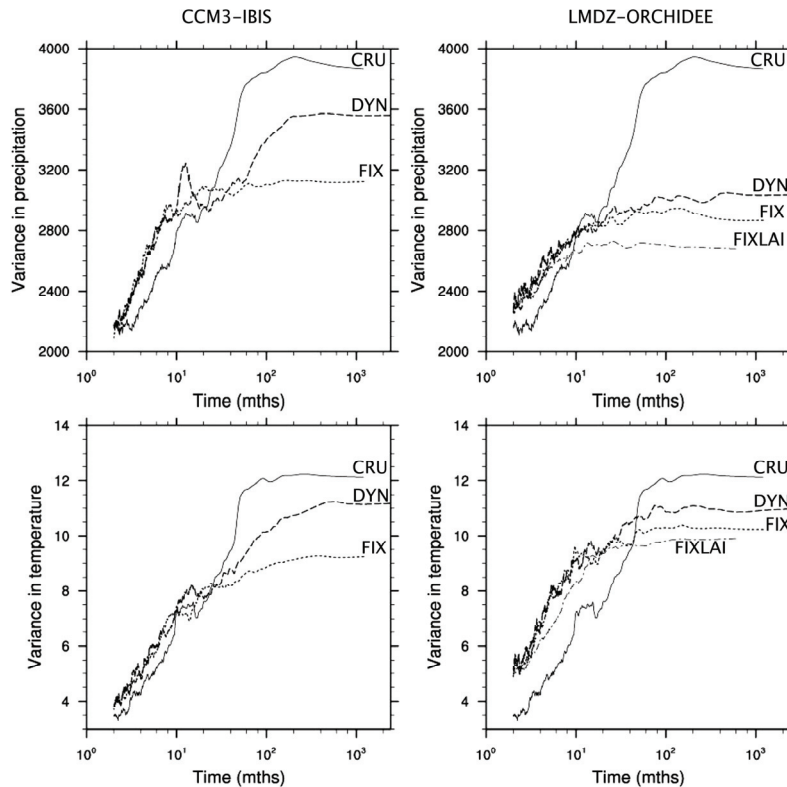 CCM3-IBIS
LMDZ-ORCHIDEE
4000
3600
3200
2800
2400
2000
Variance in precipitation
CRU
DYN
FIX
10⁰ 10¹ 10² 10³
Time (mths)
4000
3600
3200
2800
2400
2000
Variance in precipitation
CRU
DYN
FIX
FIXLAI
10⁰ 10¹ 10² 10³
Time (mths)
14
12
10
8
6
4
Variance in temperature
CRU
DYN
FIX
10⁰ 10¹ 10² 10³
Time (mths)
14
12
10
8
6
4
Variance in temperature
CRU
DYN
FIX
FIXLAI
10⁰ 10¹ 10² 10³
Time (mths)